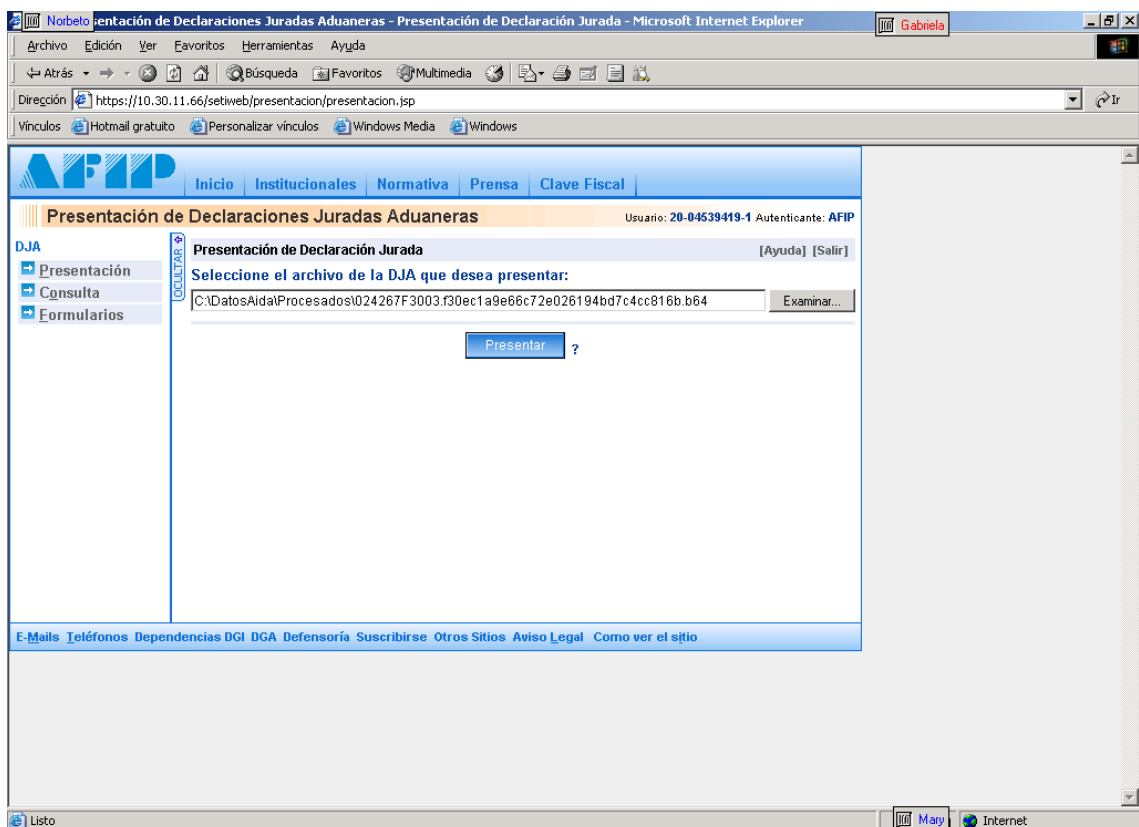 Norbeto sentación de Declaraciones Juradas Aduaneras - Presentación de Declaración Jurada - Microsoft Internet Explorer Gabriela
Archivo Edición Ver Favoritos Herramientas Ayuda
Atrás Búsqueda Favoritos Multimedia
Dirección https://10.30.11.66/setiweb/presentacion/presentacion.jsp Ir
Vínculos Hotmail gratuito Personalizar vínculos Windows Media Windows
AFIP Inicio Institucionales Normativa Prensa Clave Fiscal
Presentación de Declaraciones Juradas Aduaneras Usuario: 20-04539419-1 Autenticante: AFIP
DJA
Presentación
Consulta
Formularios
OCULTAR
Presentación de Declaración Jurada [Ayuda] [Salir]
Seleccione el archivo de la DJA que desea presentar:
C:\DatosAida\Procesados\024267F3003.f30ec1a9e66c72e026194bd7c4cc816b.b64 Examinar...
Presentar ?
E-Mails Teléfonos Dependencias DGI DGA Defensoría Suscribirse Otros Sitios Aviso Legal Como ver el sitio
Listo Mary Internet